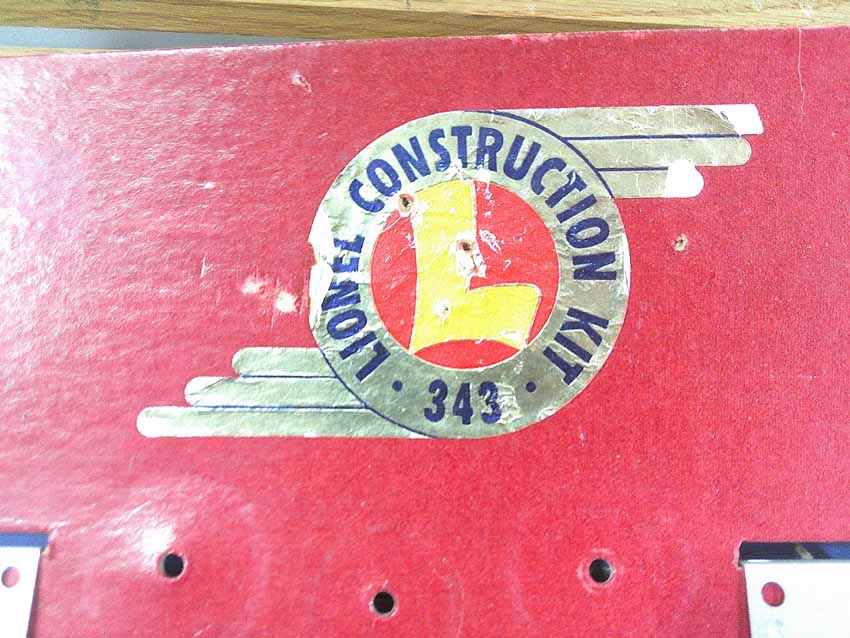 LIONEL CONSTRUCTION KIT
L
· 343 ·